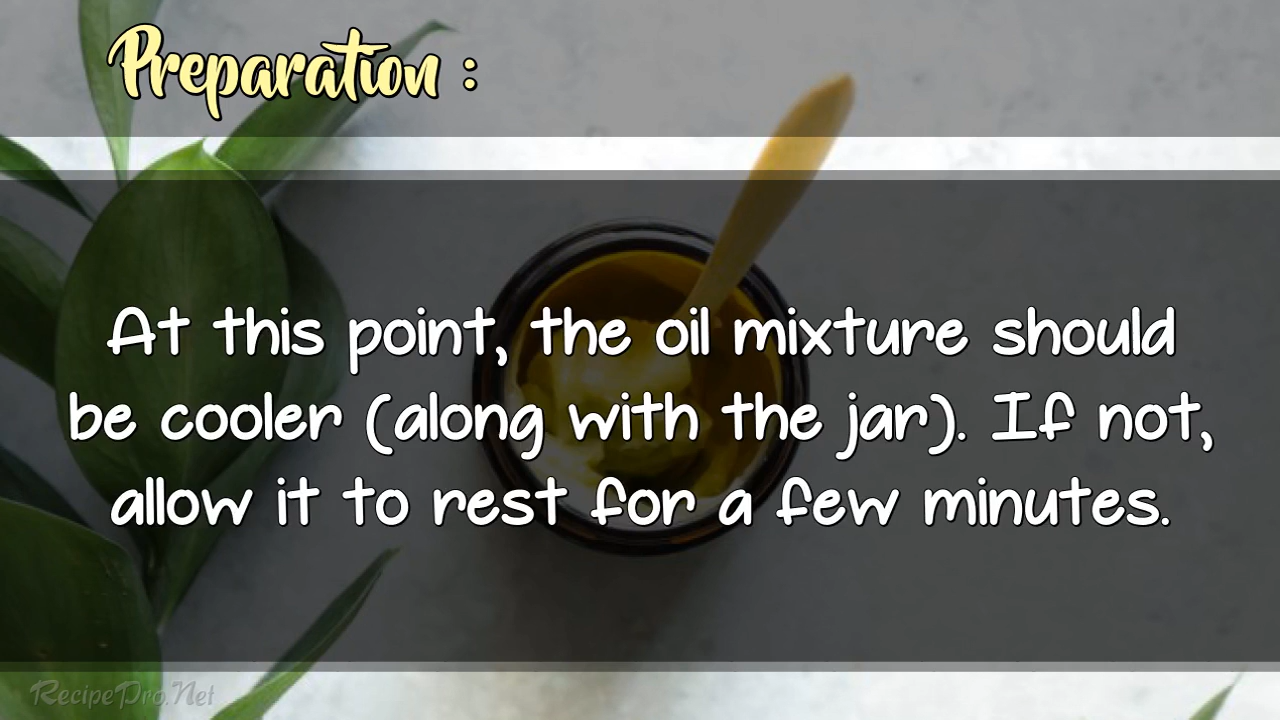 Preparation :
At this point, the oil mixture should
be cooler (along with the jar). If not,
allow it to rest for a few minutes.
RecipePro.Net